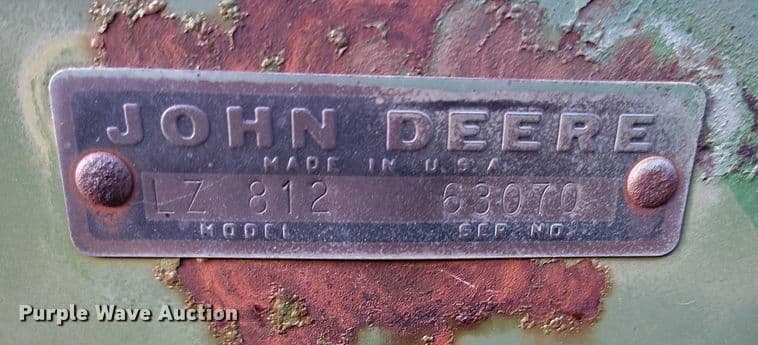 JOHN DEERE
MADE IN U.S.A.
LZ 812 63070
MODEL SER. NO.
Purple Wave Auction